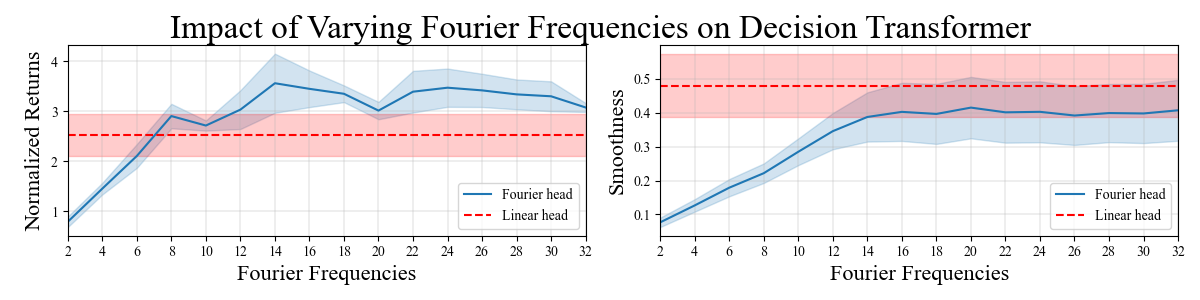 Impact of Varying Fourier Frequencies on Decision Transformer
Normalized Returns
4
3
2
1
Fourier head
Linear head
2 4 6 8 10 12 14 16 18 20 22 24 26 28 30 32
Fourier Frequencies
Smoothness
0.5
0.4
0.3
0.2
0.1
Fourier head
Linear head
2 4 6 8 10 12 14 16 18 20 22 24 26 28 30 32
Fourier Frequencies